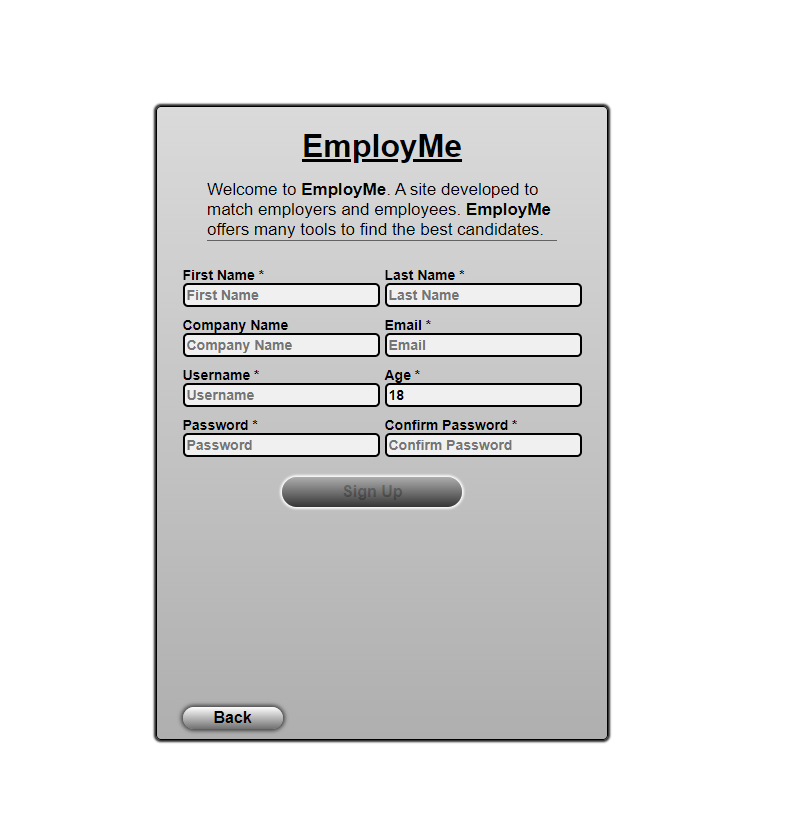 EmployMe
Welcome to EmployMe. A site developed to
match employers and employees. EmployMe
offers many tools to find the best candidates.
First Name * Last Name *
First Name Last Name
Company Name Email *
Company Name Email
Username * Age *
Username 18
Password * Confirm Password *
Password Confirm Password
Sign Up
Back